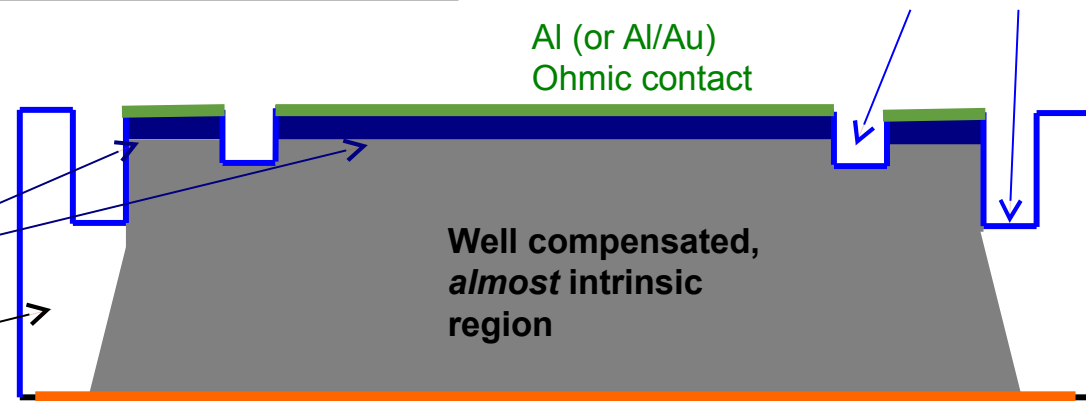 Al (or Al/Au)
Ohmic contact
Well compensated,
almost intrinsic
region